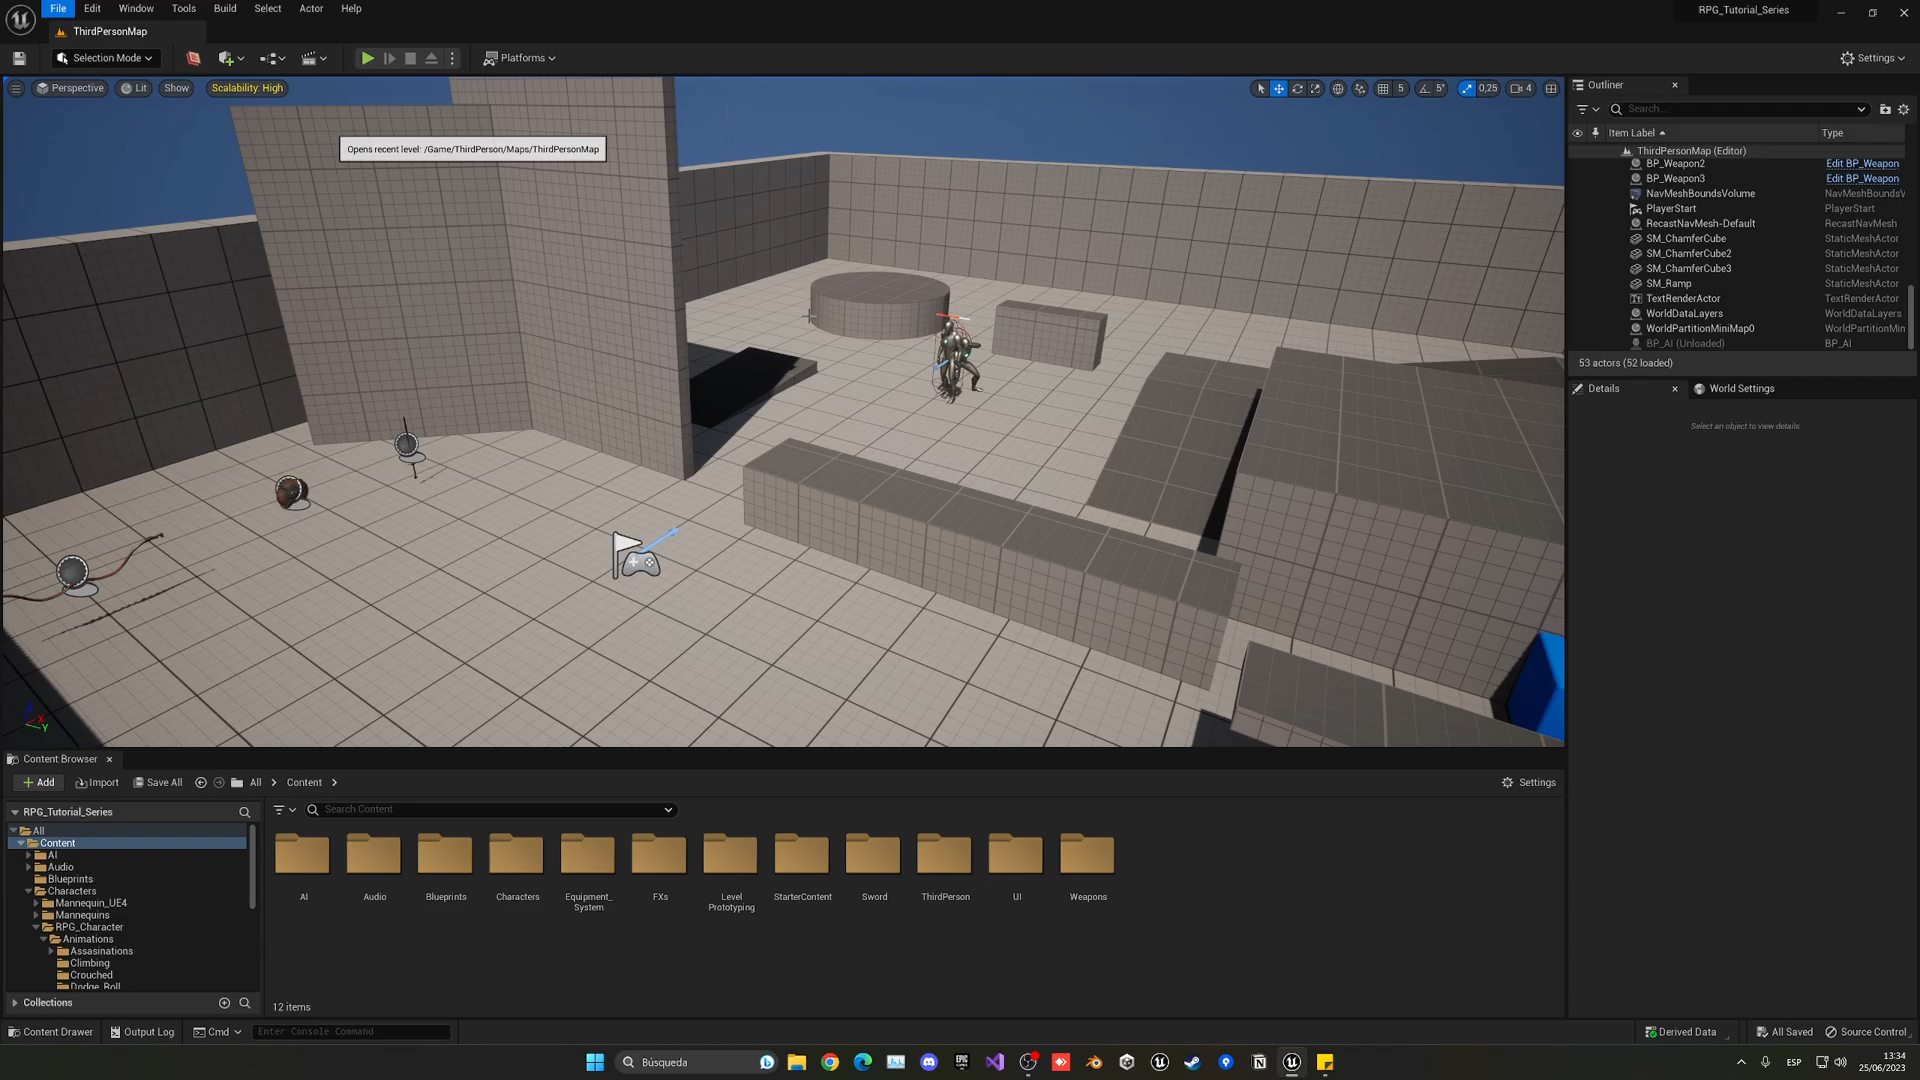 File Edit Window Tools Build Select Actor Help
RPG_Tutorial_Series
ThirdPersonMap
Selection Mode
Platforms
Settings
Perspective Lit Show Scalability: High
5 5° 0,25 4
Opens recent level: /Game/ThirdPerson/Maps/ThirdPersonMap
Outliner
Search...
Item Label Type
ThirdPersonMap (Editor)
BP_Weapon2 Edit BP_Weapon
BP_Weapon3 Edit BP_Weapon
NavMeshBoundsVolume NavMeshBoundsV
PlayerStart PlayerStart
RecastNavMesh-Default RecastNavMesh
SM_ChamferCube StaticMeshActor
SM_ChamferCube2 StaticMeshActor
SM_ChamferCube3 StaticMeshActor
SM_Ramp StaticMeshActor
TextRenderActor TextRenderActor
WorldDataLayers WorldDataLayers
WorldPartitionMiniMap0 WorldPartitionMin
BP_AI (Unloaded) BP_AI
53 actors (52 loaded)
Details World Settings
Select an object to view details.
X
Y
Content Browser
Add Import Save All All Content Settings
RPG_Tutorial_Series
Search Content
All
Content
AI
Audio
Blueprints
Characters
Mannequin_UE4
Mannequins
RPG_Character
Animations
Assasinations
Climbing
Crouched
Dodge_Roll
Collections
AI
Audio
Blueprints
Characters
Equipment_
System
FXs
Level
Prototyping
StarterContent
Sword
ThirdPerson
UI
Weapons
12 items
Content Drawer Output Log Cmd Enter Console Command
Derived Data All Saved Source Control
Búsqueda
EPIC
ESP
13:34
25/06/2023